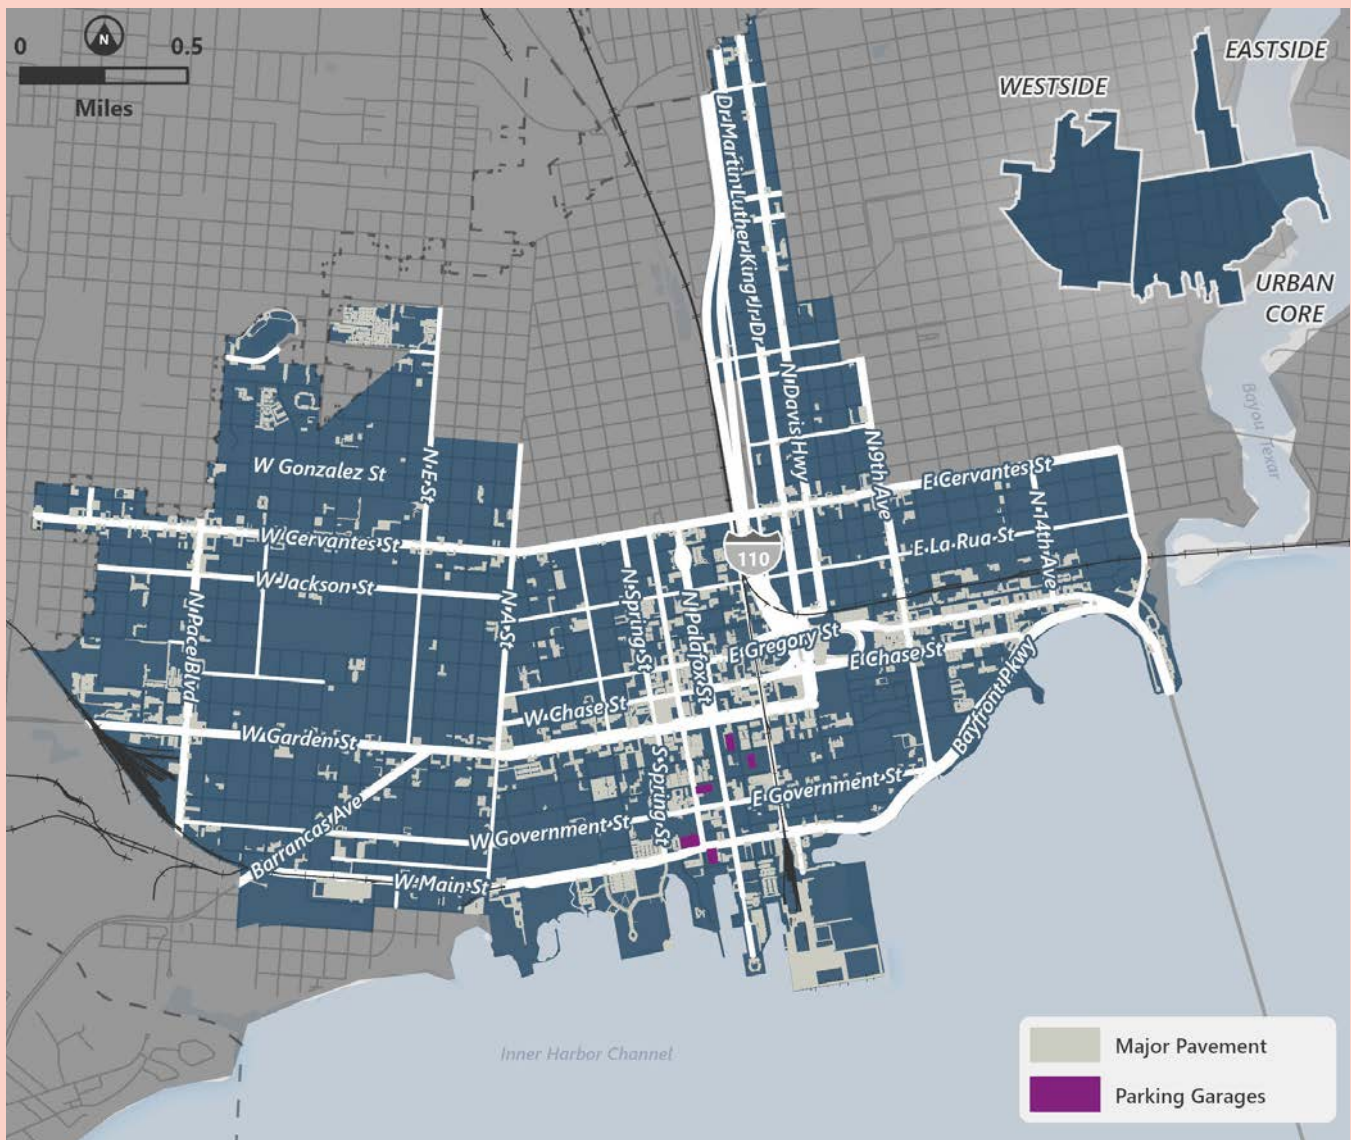 0 N 0.5
Miles
EASTSIDE
WESTSIDE
URBAN
CORE
Bayou Texar
Dr Martin Luther King Jr Dr
N Davis Hwy
N 9th Ave
E Cervantes St
N 14th Ave
E La Rua St
110
W Gonzalez St
N E St
W Cervantes St
W Jackson St
N Pace Blvd
N A St
N Spring St
N Palafox St
E Gregory St
E Chase St
Bayfront Pkwy
W Chase St
W Garden St
S Spring St
E Government St
W Government St
Barrancas Ave
W Main St
Inner Harbor Channel
Major Pavement
Parking Garages